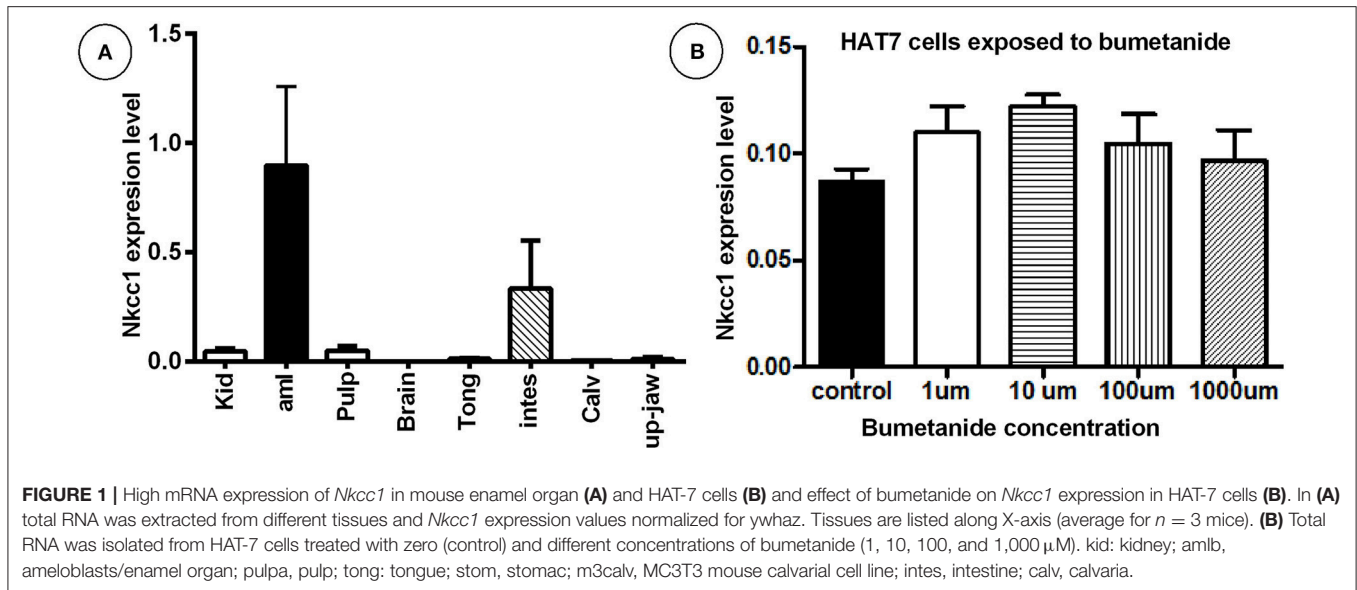 A
1.5
1.0
0.5
0.0
Nkcc1 expression level
Kid
aml
Pulp
Brain
Tong
intes
Calv
up-jaw
B
HAT7 cells exposed to bumetanide
0.15
0.10
0.05
0.00
Nkcc1 expresion level
control
1um
10 um
100um
1000um
Bumetanide concentration
FIGURE 1 | High mRNA expression of Nkcc1 in mouse enamel organ (A) and HAT-7 cells (B) and effect of bumetanide on Nkcc1 expression in HAT-7 cells (B). In (A)
total RNA was extracted from different tissues and Nkcc1 expression values normalized for ywhaz. Tissues are listed along X-axis (average for n = 3 mice). (B) Total
RNA was isolated from HAT-7 cells treated with zero (control) and different concentrations of bumetanide (1, 10, 100, and 1,000 μM). kid: kidney; amlb,
ameloblasts/enamel organ; pulpa, pulp; tong: tongue; stom, stomac; m3calv, MC3T3 mouse calvarial cell line; intes, intestine; calv, calvaria.